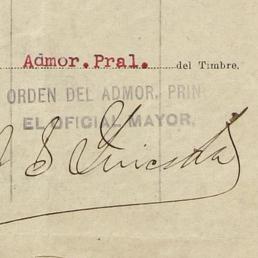 Admor. Pral. del Timbre.
ORDEN DEL ADMOR. PRIN
EL OFICIAL MAYOR,